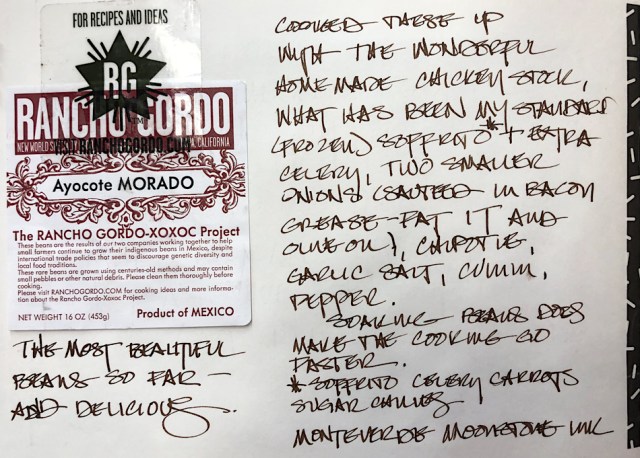 FOR RECIPES AND IDEAS
RG
RANCHO GORDO
NEW WORLD S VISIT RANCHOGORDO.COM A, CALIFORNIA
Ayocote MORADO
The RANCHO GORDO-XOXOC Project
These beans are the results of our two companies working together to help
small farmers continue to grow their indigenous beans in Mexico, despite
international trade policies that seem to discourage genetic diversity and
local food traditions.
These rare beans are grown using centuries-old methods and may contain
small pebbles or other natural debris. Please clean them thoroughly before
cooking.
Please visit RANCHOGORDO.COM for cooking ideas and more informa-
tion about the Rancho Gordo-Xoxoc Project.
NET WEIGHT 16 OZ (453g) Product of MEXICO
THE MOST BEAUTIFUL
BEANS SO FAR —
AND DELICIOUS.
COOKED THESE UP
WITH THE WONDERFUL
HOMEMADE CHICKEN STOCK,
WHAT HAS BEEN MY STANDARD
(FROZEN) SOFFRITO* + EXTRA
CELERY, TWO SMALLER
ONIONS (SAUTEED IN BACON
GREASE-FAT IT AND
OLIVE OIL), CHIPOTLE,
GARLIC SALT, CUMIN,
PEPPER.
SOAKING BEANS DOES
MAKE THE COOKING GO
FASTER.
* SOFFRITO CELERY CARROTS
SUGAR
MONTEVERDE MOONSTONE INK